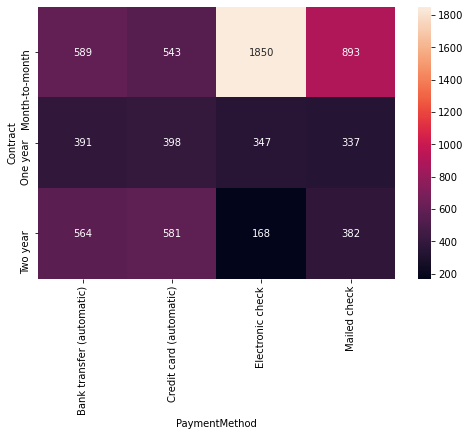 Contract
Month-to-month
589 543 1850 893
One year
391 398 347 337
Two year
564 581 168 382
Bank transfer (automatic)
Credit card (automatic)
Electronic check
Mailed check
PaymentMethod
1800
1600
1400
1200
1000
800
600
400
200